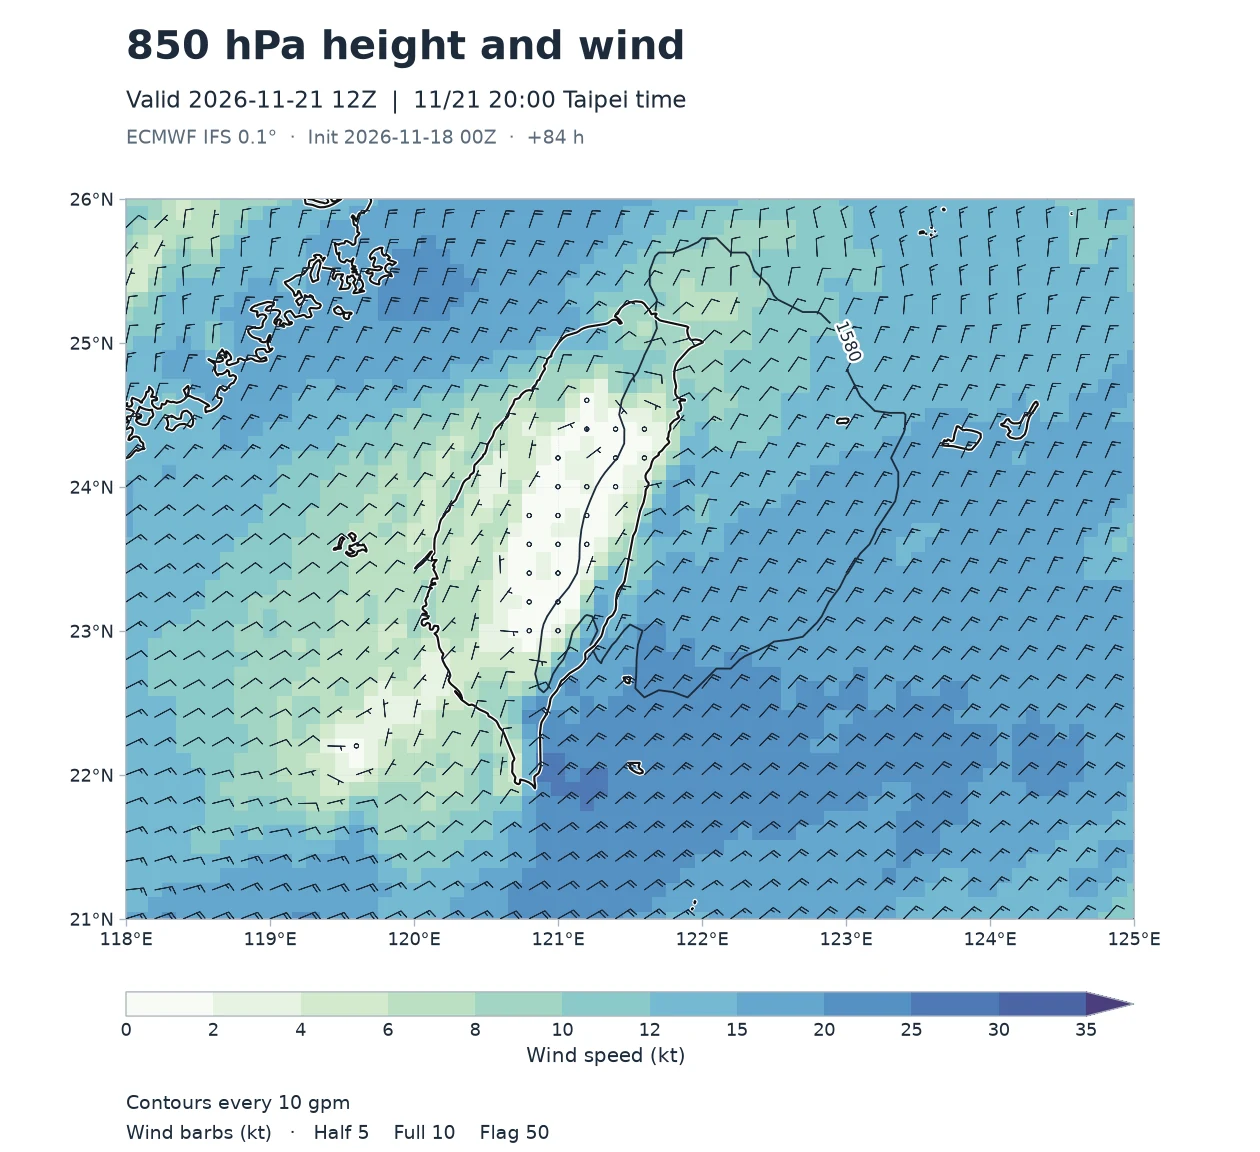 850 hPa height and wind
Valid 2026-11-21 12Z | 11/21 20:00 Taipei time
ECMWF IFS 0.1° · Init 2026-11-18 00Z · +84 h
26°N
25°N
24°N
23°N
22°N
21°N
1580
118°E 119°E 120°E 121°E 122°E 123°E 124°E 125°E
0 2 4 6 8 10 12 15 20 25 30 35
Wind speed (kt)
Contours every 10 gpm
Wind barbs (kt) · Half 5 Full 10 Flag 50